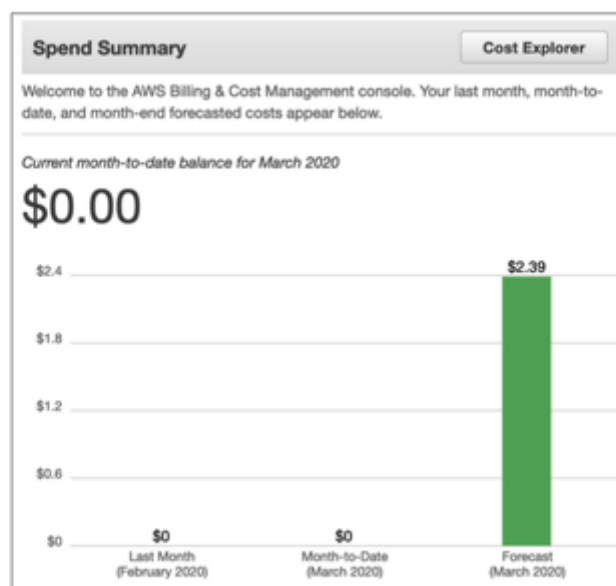 Spend Summary
Cost Explorer
Welcome to the AWS Billing & Cost Management console. Your last month, month-to-
date, and month-end forecasted costs appear below.
Current month-to-date balance for March 2020
$0.00
$2.39
$2.4
$1.8
$1.2
$0.6
$0
$0
$0
Last Month
(February 2020)
Month-to-Date
(March 2020)
Forecast
(March 2020)